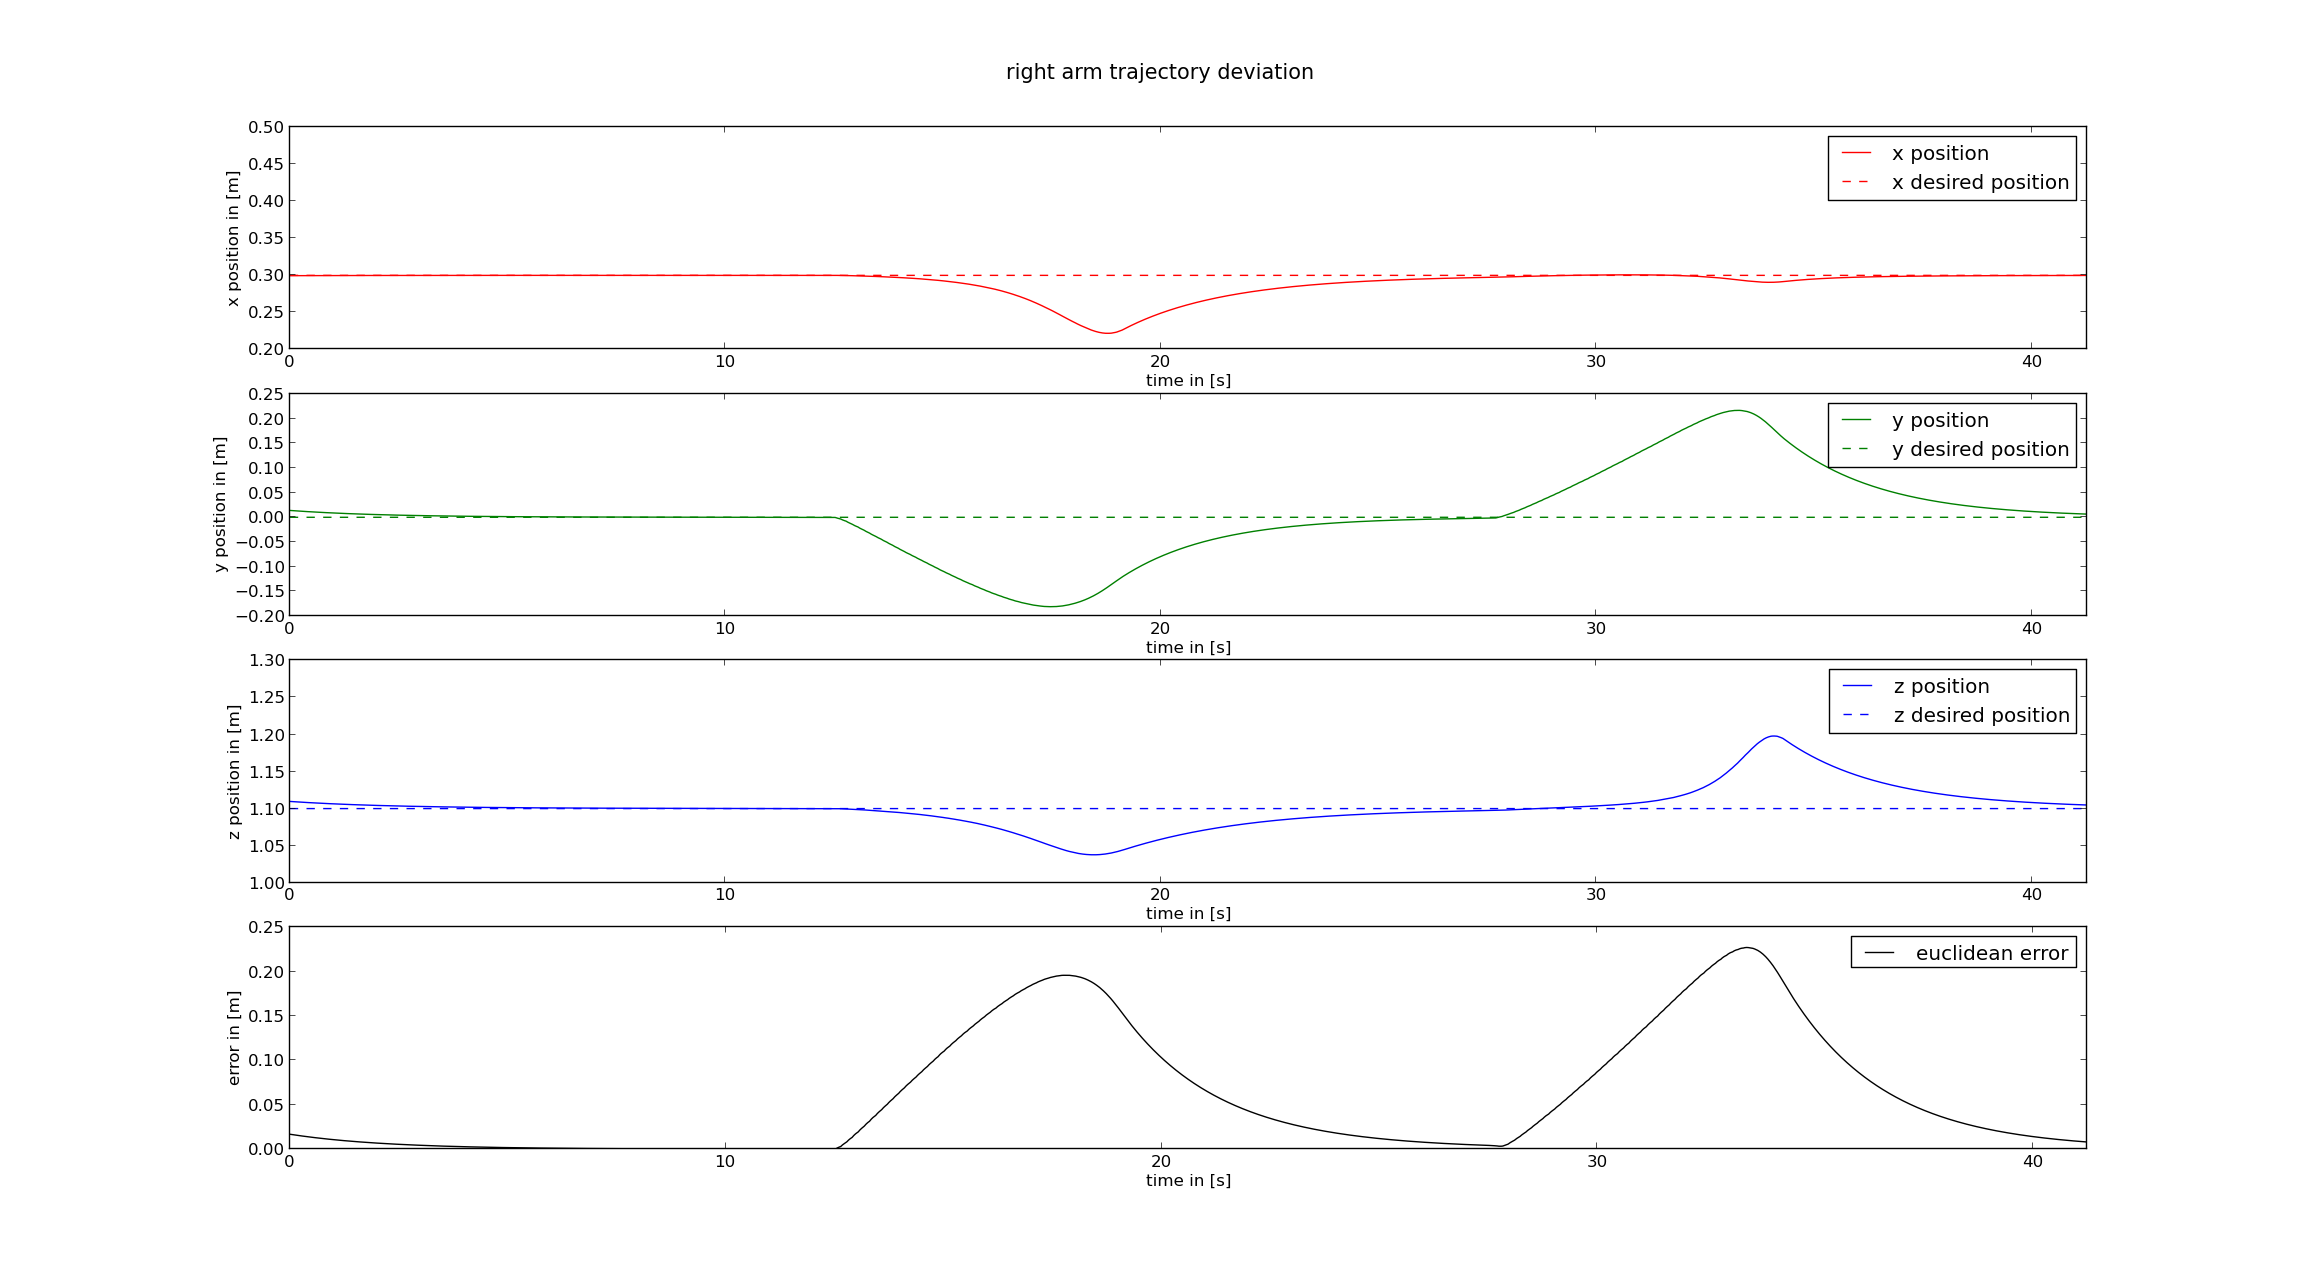 right arm trajectory deviation
0.50
0.45
0.40
0.35
0.30
0.25
0.20
x position in [m]
x position
x desired position
0 10 20 30 40
time in [s]
0.25
0.20
0.15
0.10
0.05
0.00
−0.05
−0.10
−0.15
−0.20
y position in [m]
y position
y desired position
0 10 20 30 40
time in [s]
1.30
1.25
1.20
1.15
1.10
1.05
1.00
z position in [m]
z position
z desired position
0 10 20 30 40
time in [s]
0.25
0.20
0.15
0.10
0.05
0.00
error in [m]
euclidean error
0 10 20 30 40
time in [s]